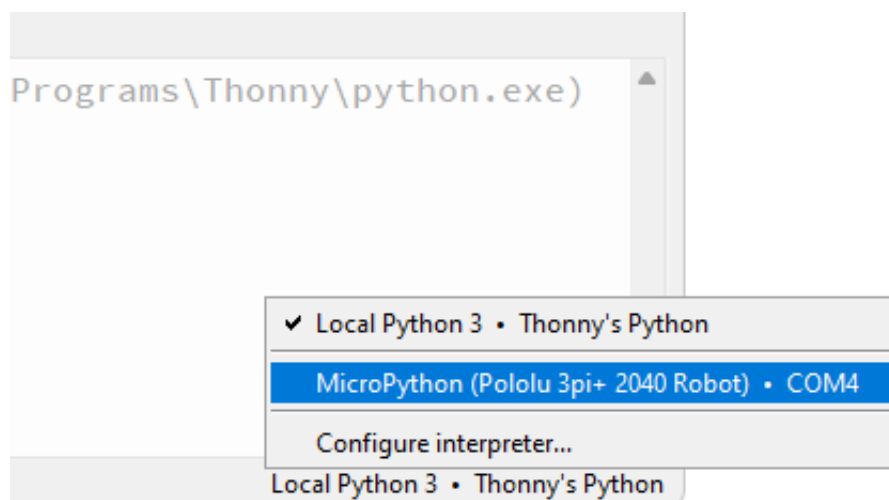 Programs\Thonny\python.exe)
✓ Local Python 3 • Thonny's Python
MicroPython (Pololu 3pi+ 2040 Robot) • COM4
Configure interpreter...
Local Python 3 • Thonny's Python